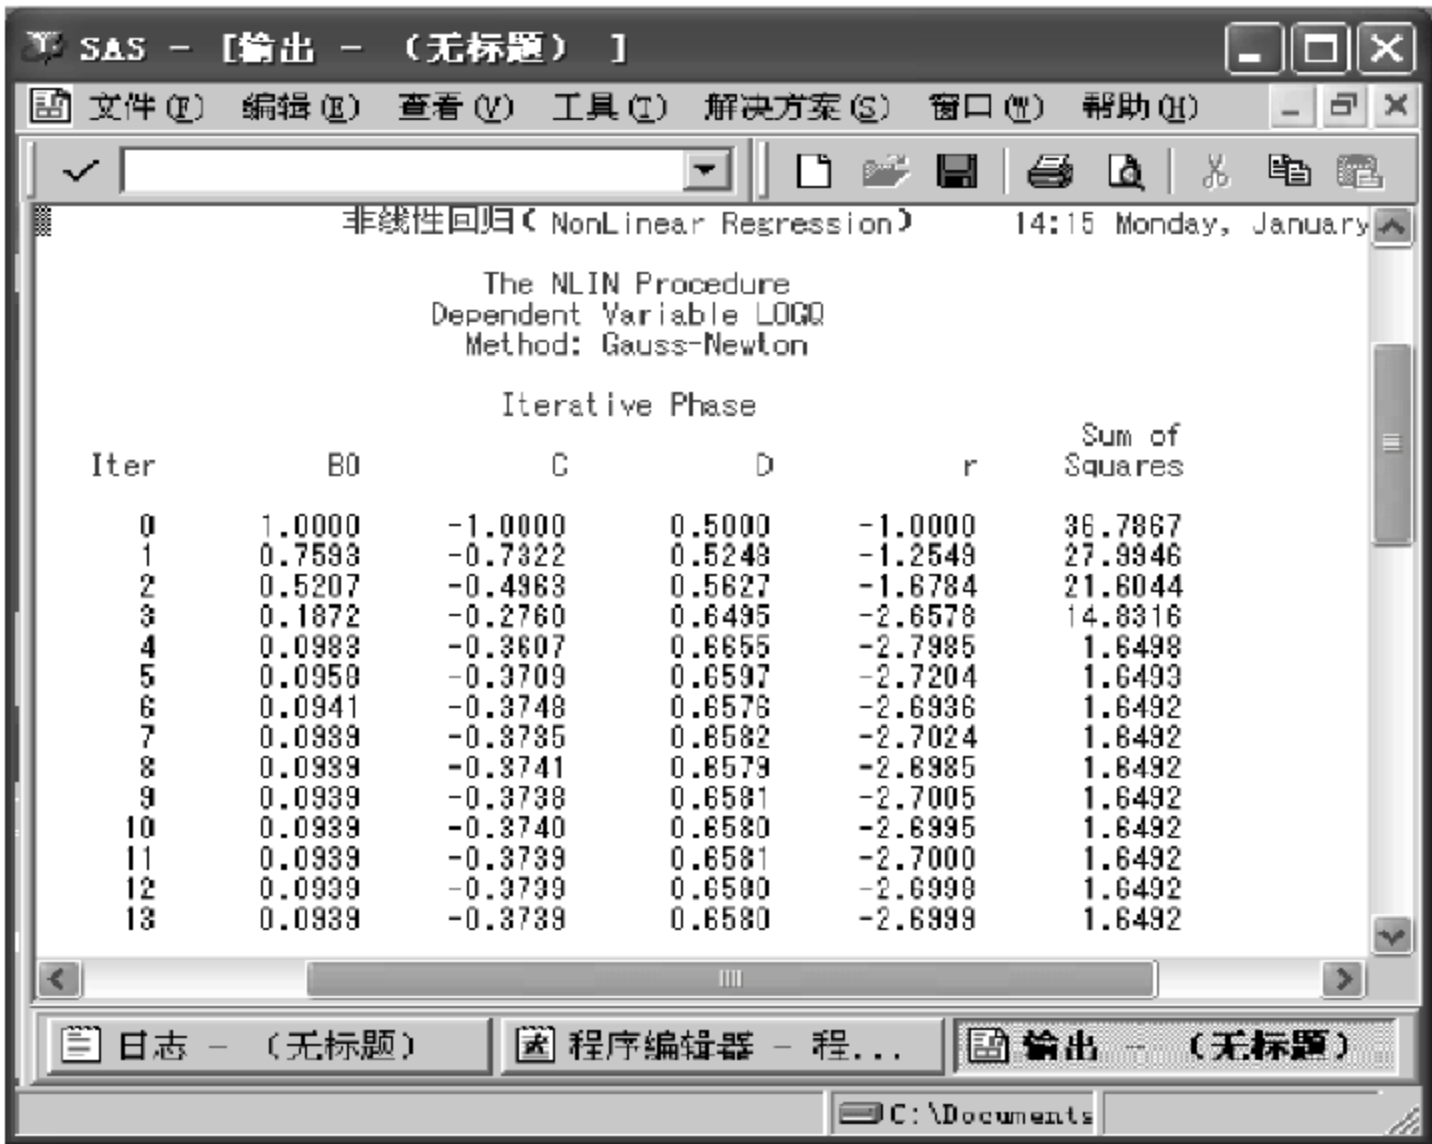 SAS - [输出 - (无标题) ]
文件(F) 编辑(E) 查看(V) 工具(T) 解决方案(S) 窗口(W) 帮助(H)
非线性回归( NonLinear Regression) 14:15 Monday, January
The NLIN Procedure
Dependent Variable LOGQ
Method: Gauss-Newton
Iterative Phase
Sum of
Iter B0 C D r Squares
0 1.0000 -1.0000 0.5000 -1.0000 36.7867
1 0.7593 -0.7322 0.5248 -1.2549 27.9946
2 0.5207 -0.4963 0.5627 -1.6784 21.6044
3 0.1872 -0.2760 0.6495 -2.6578 14.8316
4 0.0983 -0.3607 0.6655 -2.7985 1.6498
5 0.0958 -0.3709 0.6597 -2.7204 1.6493
6 0.0941 -0.3748 0.6576 -2.6936 1.6492
7 0.0939 -0.3735 0.6582 -2.7024 1.6492
8 0.0939 -0.3741 0.6579 -2.6985 1.6492
9 0.0939 -0.3738 0.6581 -2.7005 1.6492
10 0.0939 -0.3740 0.6580 -2.6995 1.6492
11 0.0939 -0.3739 0.6581 -2.7000 1.6492
12 0.0939 -0.3739 0.6580 -2.6998 1.6492
13 0.0939 -0.3739 0.6580 -2.6999 1.6492
日志 - (无标题) 程序编辑器 - 程... 输出 - (无标题)
C:\Documents